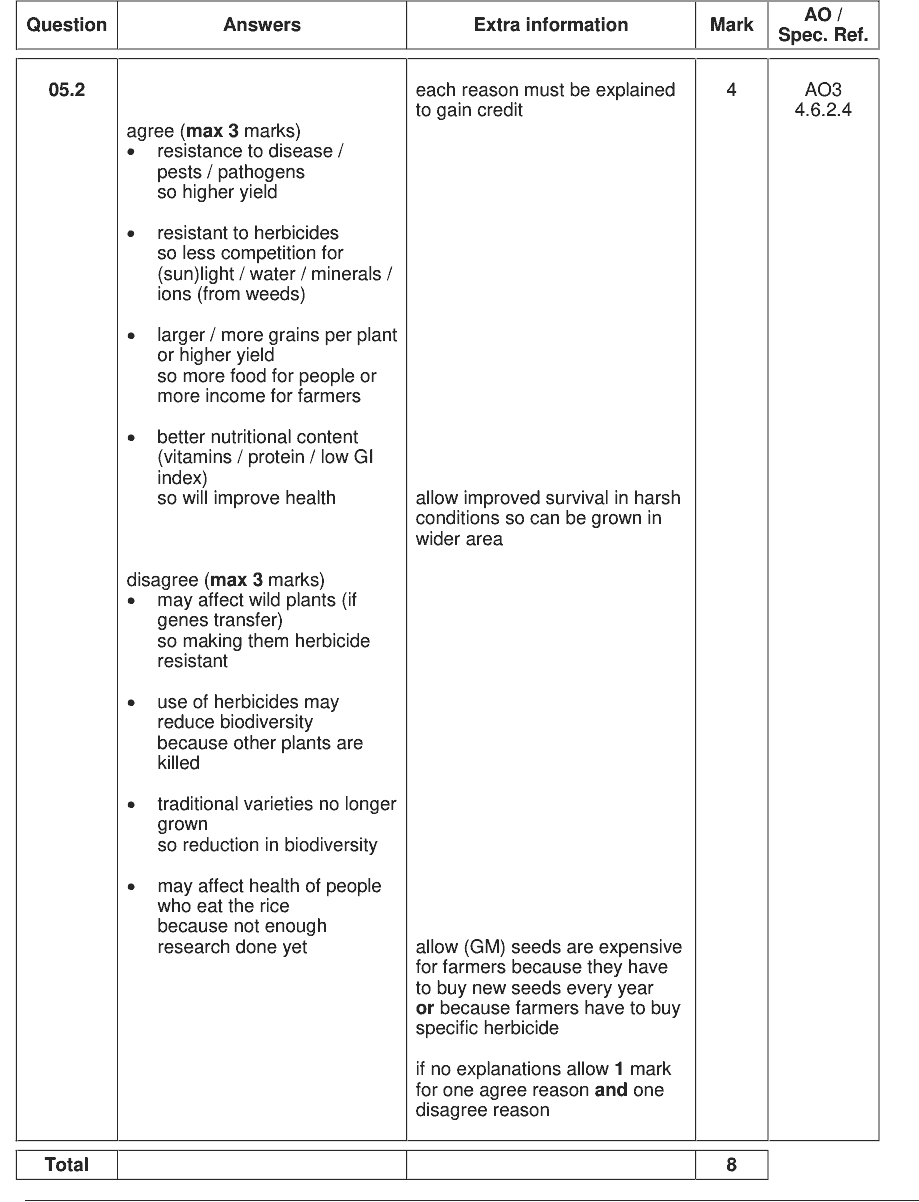 Question Answers Extra information Mark AO /
Spec. Ref.
05.2 each reason must be explained 4 AO3
to gain credit 4.6.2.4
agree (max 3 marks)
• resistance to disease /
pests / pathogens
so higher yield
• resistant to herbicides
so less competition for
(sun)light / water / minerals /
ions (from weeds)
• larger / more grains per plant
or higher yield
so more food for people or
more income for farmers
• better nutritional content
(vitamins / protein / low GI
index)
so will improve health
allow improved survival in harsh
conditions so can be grown in
wider area
disagree (max 3 marks)
• may affect wild plants (if
genes transfer)
so making them herbicide
resistant
• use of herbicides may
reduce biodiversity
because other plants are
killed
• traditional varieties no longer
grown
so reduction in biodiversity
• may affect health of people
who eat the rice
because not enough
research done yet
allow (GM) seeds are expensive
for farmers because they have
to buy new seeds every year
or because farmers have to buy
specific herbicide
if no explanations allow 1 mark
for one agree reason and one
disagree reason
Total 8